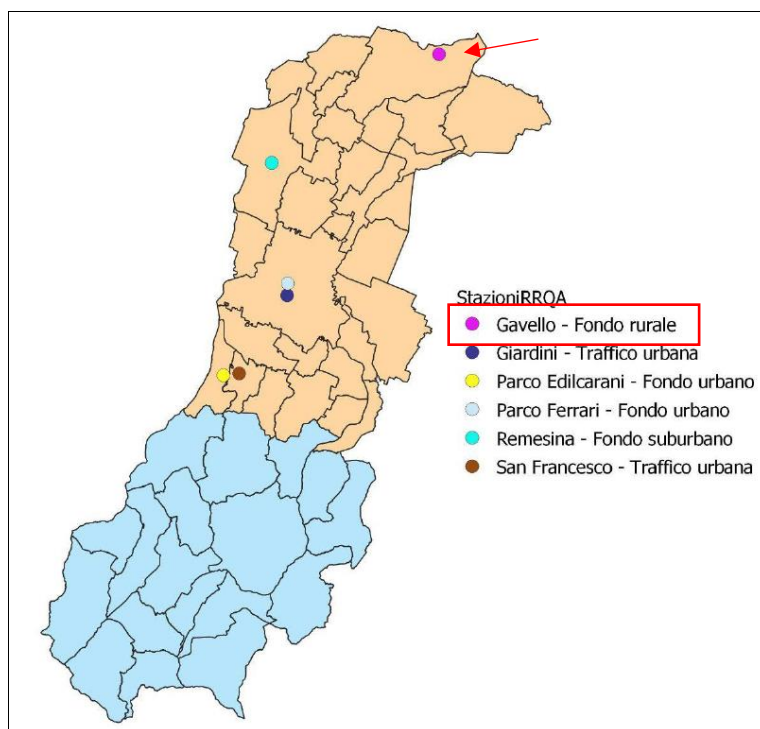 StazioniRRQA
Gavello - Fondo rurale
Giardini - Traffico urbana
Parco Edilcarani - Fondo urbano
Parco Ferrari - Fondo urbano
Remesina - Fondo suburbano
San Francesco - Traffico urbana